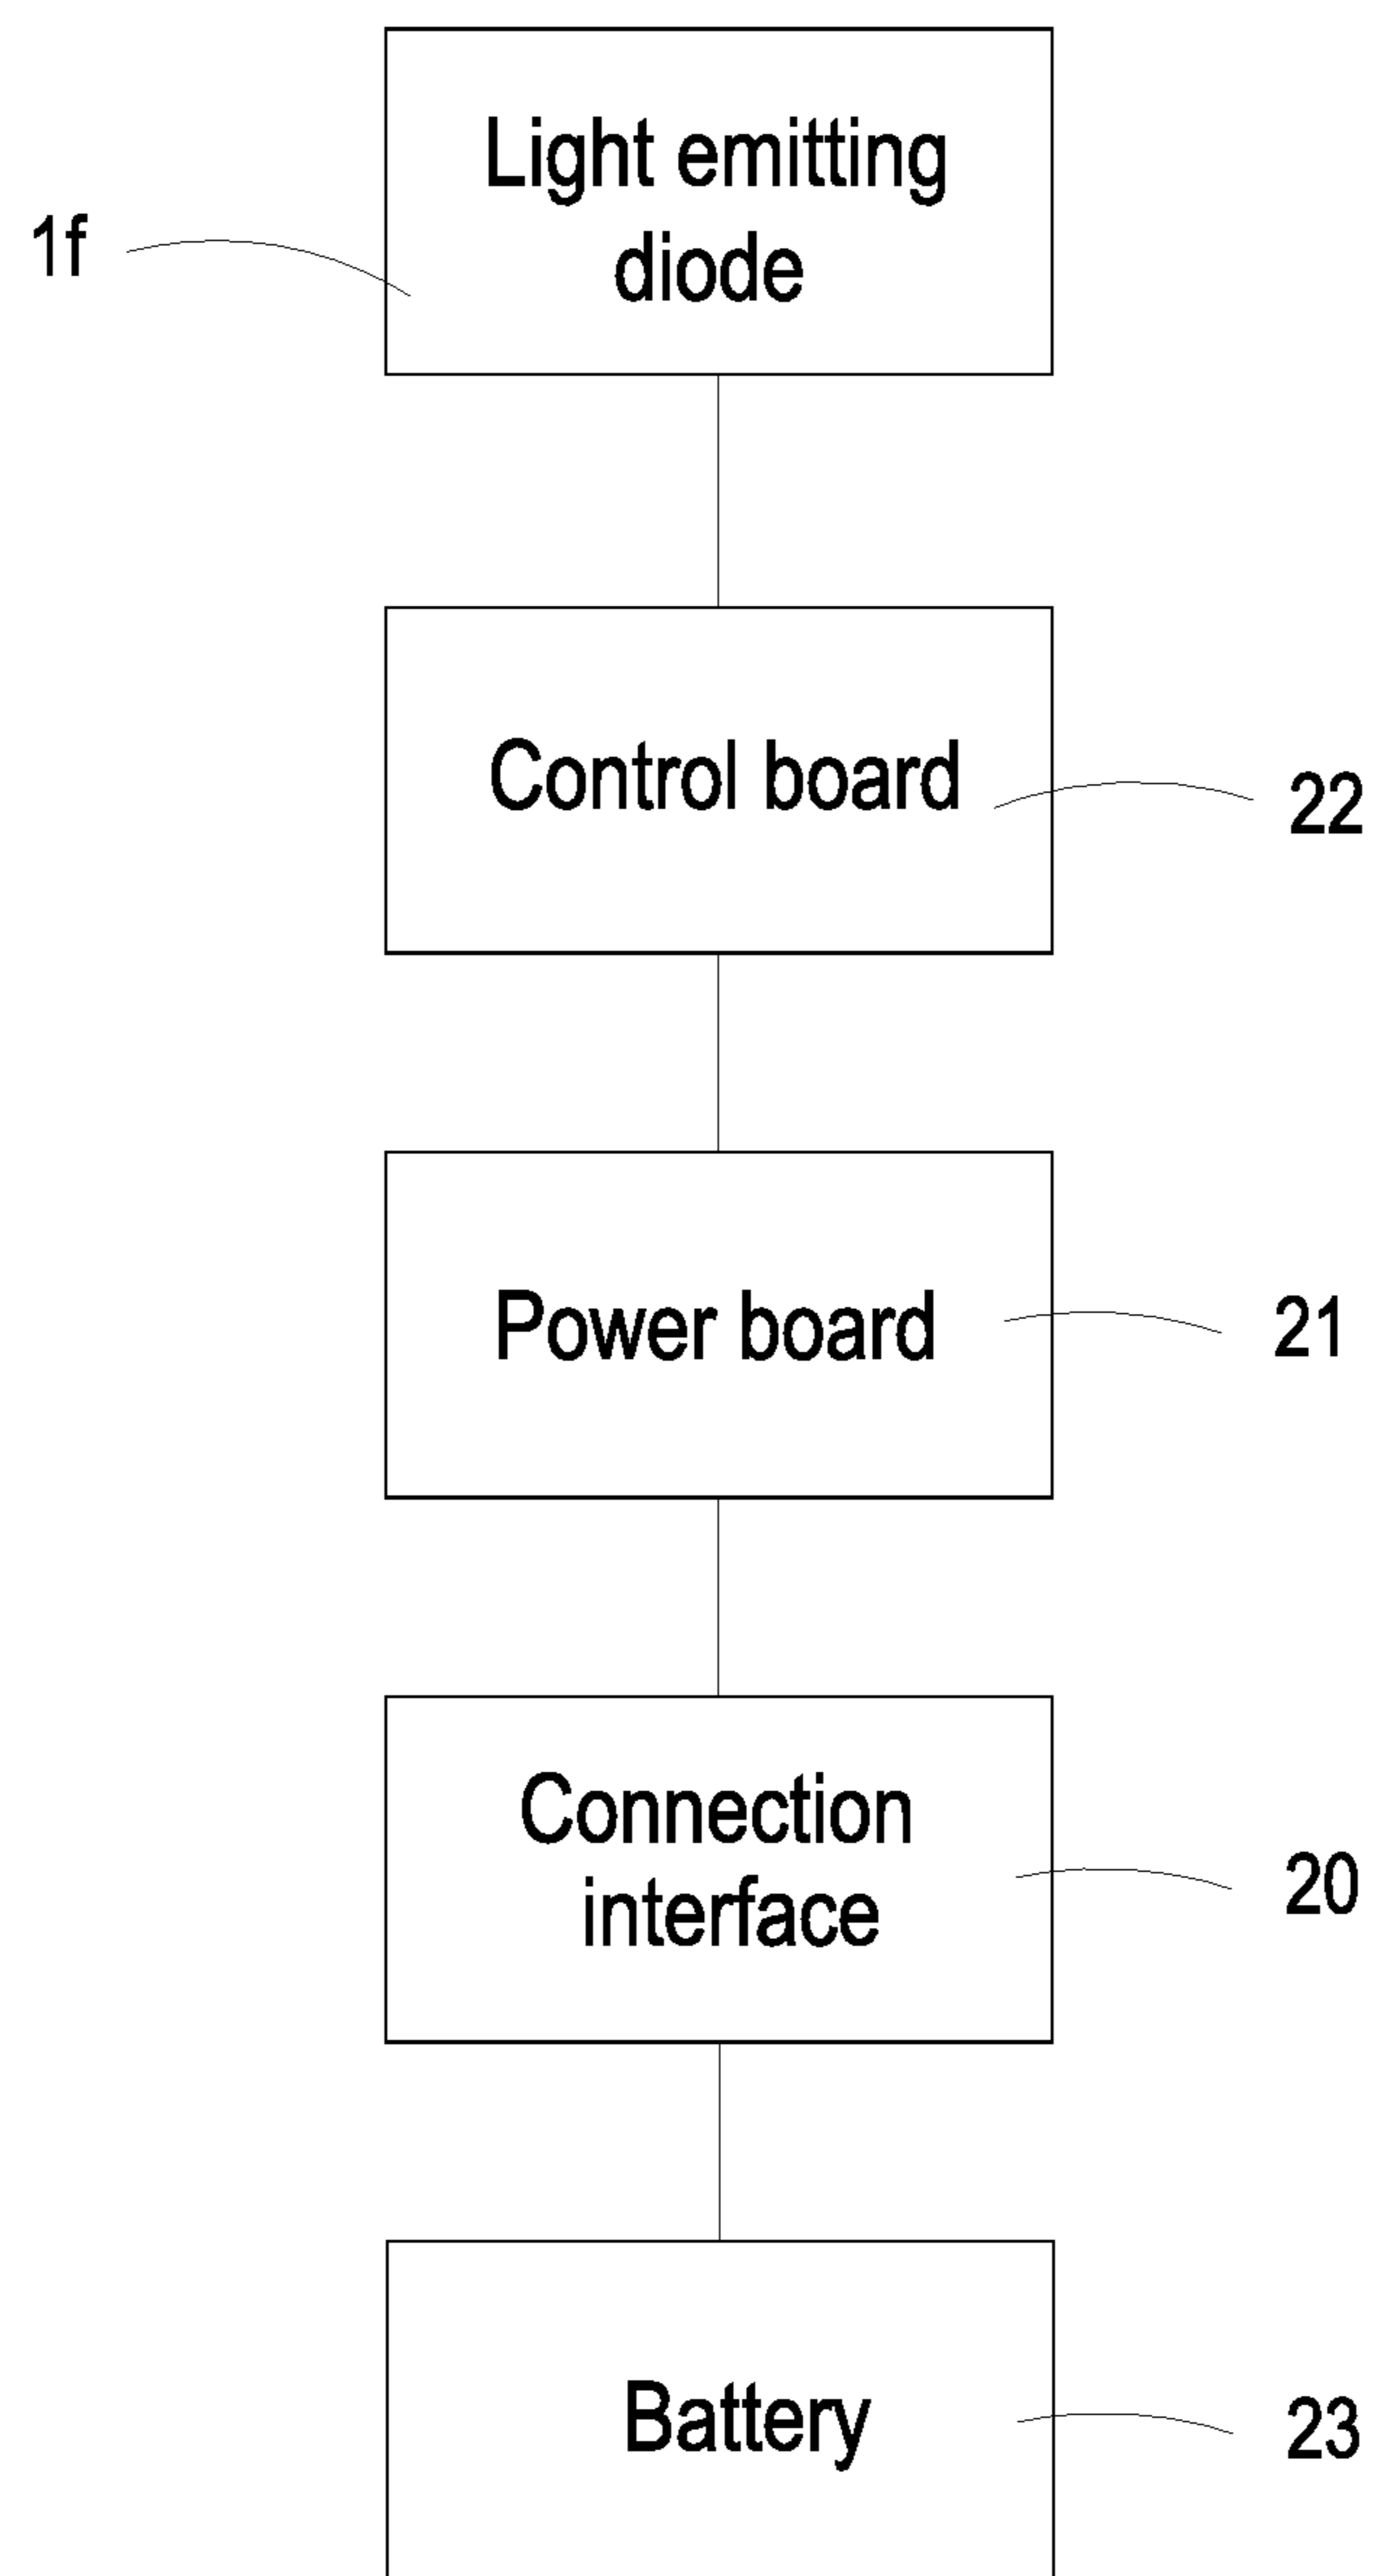 Light emitting
diode
1f
Control board
22
Power board
21
Connection
interface
20
Battery
23